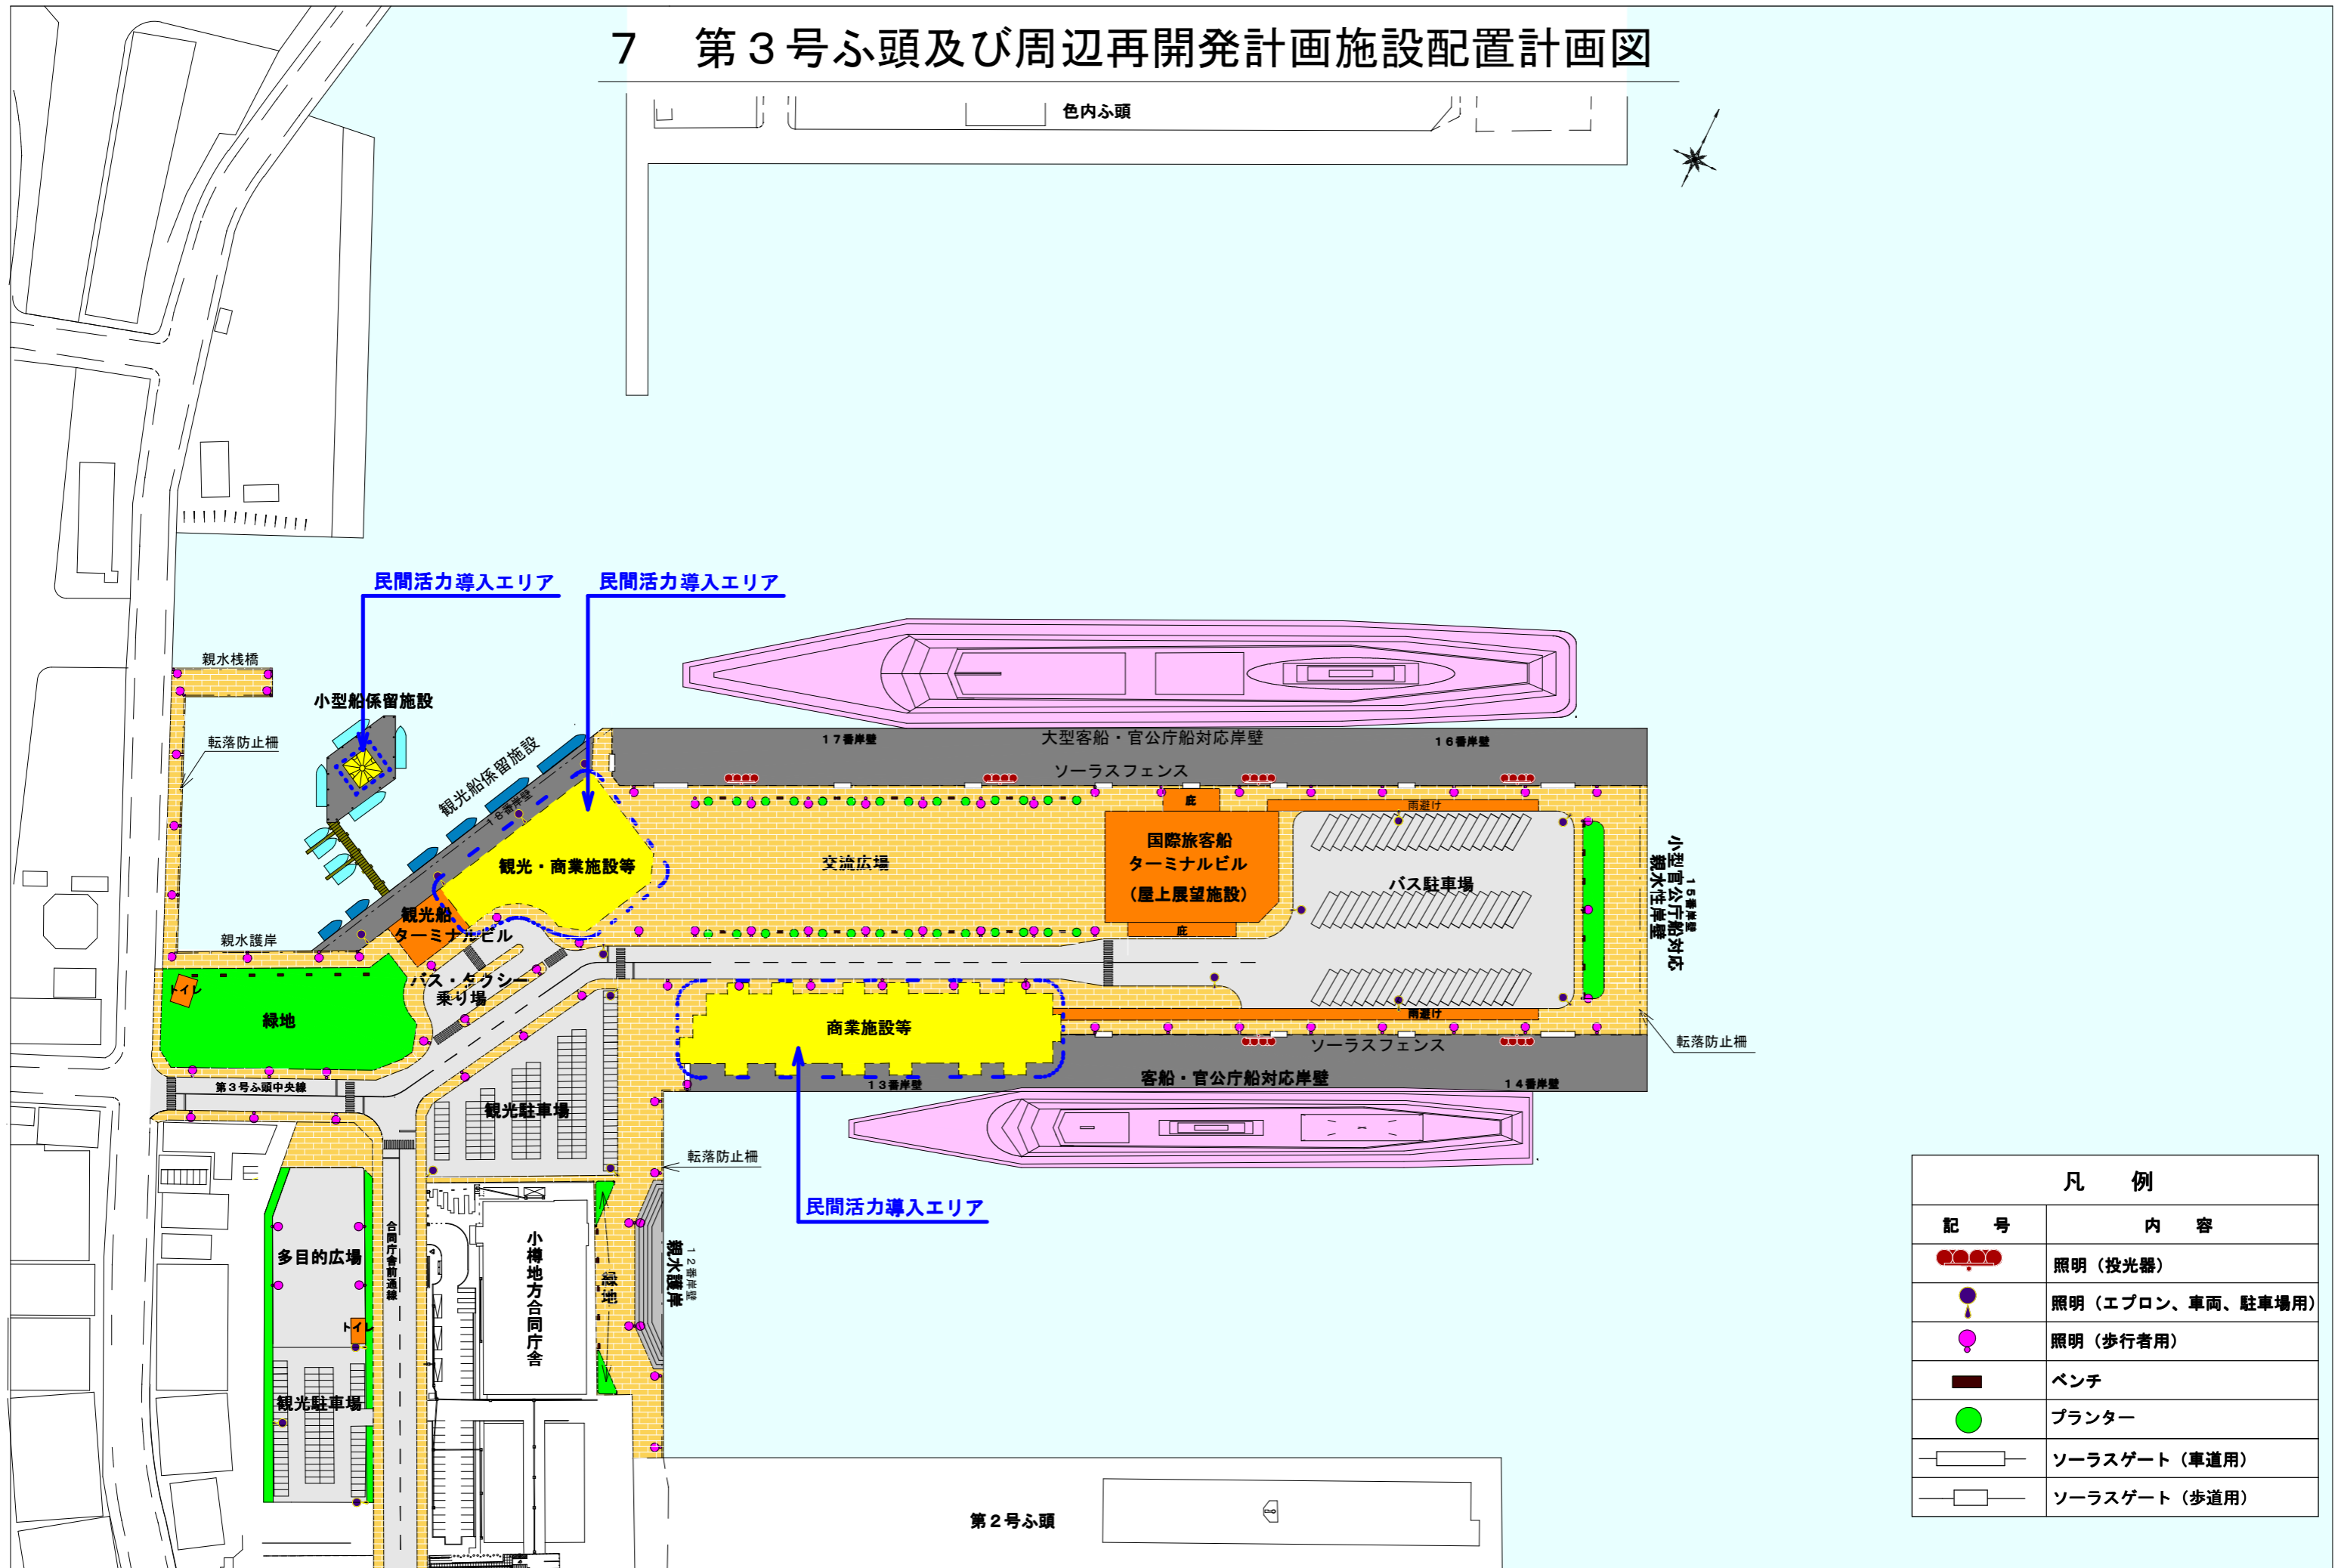 ７　第３号ふ頭及び周辺再開発計画施設配置計画図
色内ふ頭
民間活力導入エリア
民間活力導入エリア
親水桟橋
小型船係留施設
転落防止柵
観光船係留施設
１８番岸壁
１７番岸壁
大型客船・官公庁船対応岸壁
１６番岸壁
ソーラスフェンス
庇
雨避け
観光・商業施設等
交流広場
国際旅客船
ターミナルビル
（屋上展望施設）
バス駐車場
１５番岸壁
小型官公庁船対応
親水性岸壁
観光船
ターミナルビル
庇
親水護岸
バス・タクシー
乗り場
トイレ
緑地
商業施設等
雨避け
ソーラスフェンス
転落防止柵
第３号ふ頭中央線
１３番岸壁
客船・官公庁船対応岸壁
１４番岸壁
観光駐車場
転落防止柵
民間活力導入エリア
多目的広場
合同庁舎前通線
小樽地方合同庁舎
緑地
１２番岸壁
親水護岸
トイレ
観光駐車場
第２号ふ頭
凡　例
記　号
内　容
照明（投光器）
照明（エプロン、車両、駐車場用）
照明（歩行者用）
ベンチ
プランター
ソーラスゲート（車道用）
ソーラスゲート（歩道用）